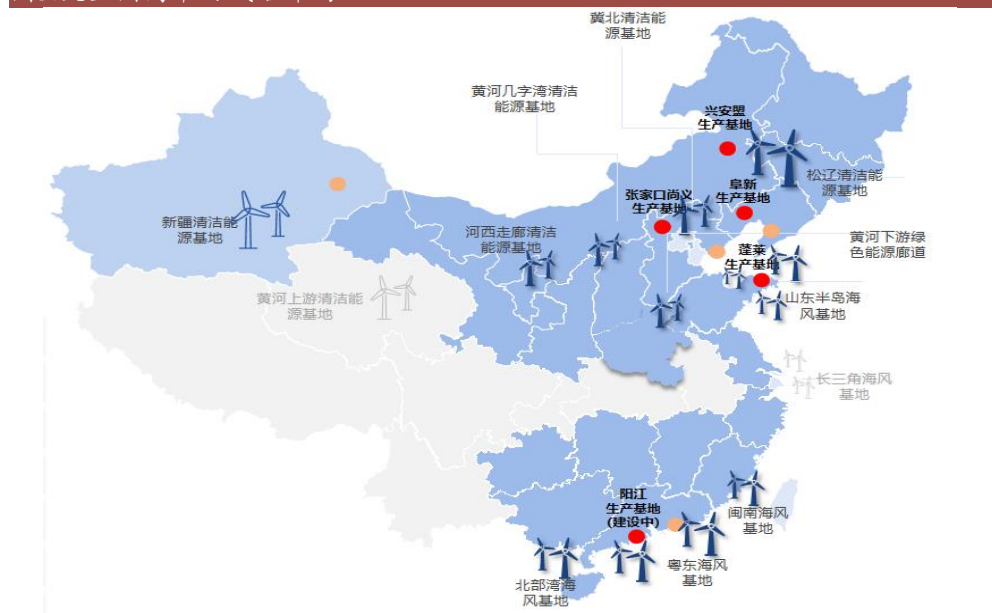 冀北清洁能
源基地
黄河几字湾清洁
能源基地
兴安盟
生产基地
松辽清洁能
源基地
张家口尚义
生产基地
阜新
生产基地
新疆清洁能
源基地
河西走廊清洁
能源基地
黄河下游绿
色能源廊道
蓬莱
生产基地
黄河上游清洁能
源基地
山东半岛海
风基地
长三角海风
基地
阳江
生产基地
(建设中)
闽南海风
基地
粤东海风
基地
北部湾海
风基地